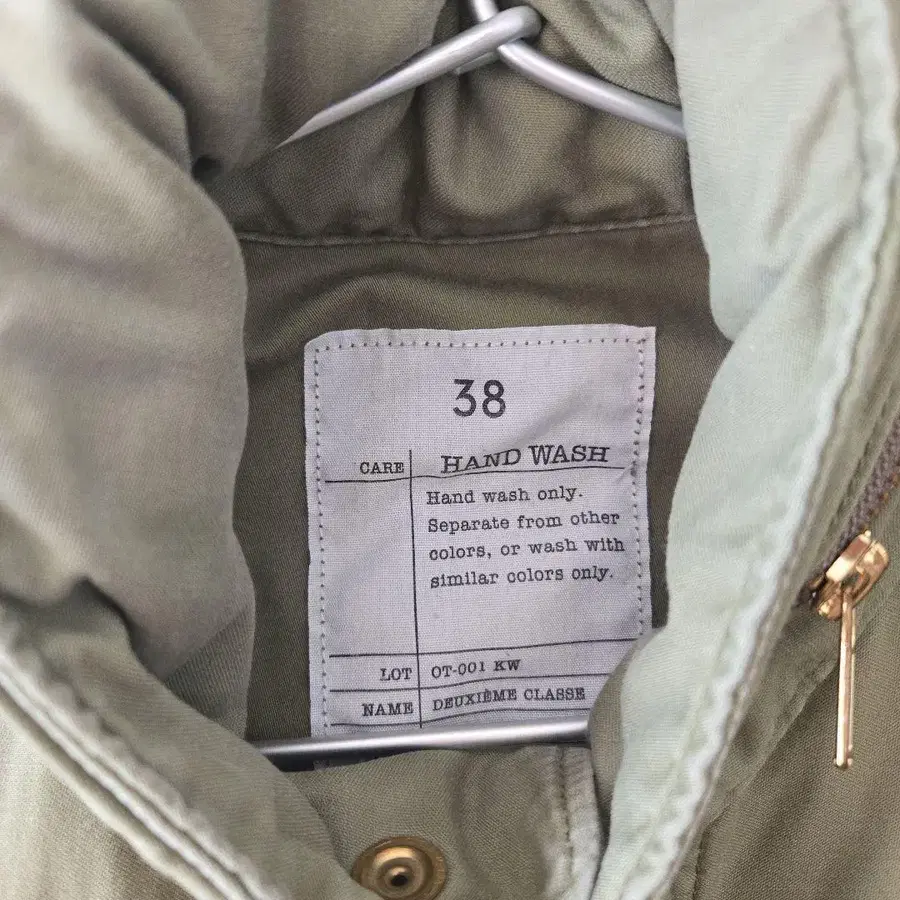 38
CARE HAND WASH
Hand wash only.
Separate from other
colors, or wash with
similar colors only.
LOT OT-001 KW
NAME DEUXIÈME CLASSE